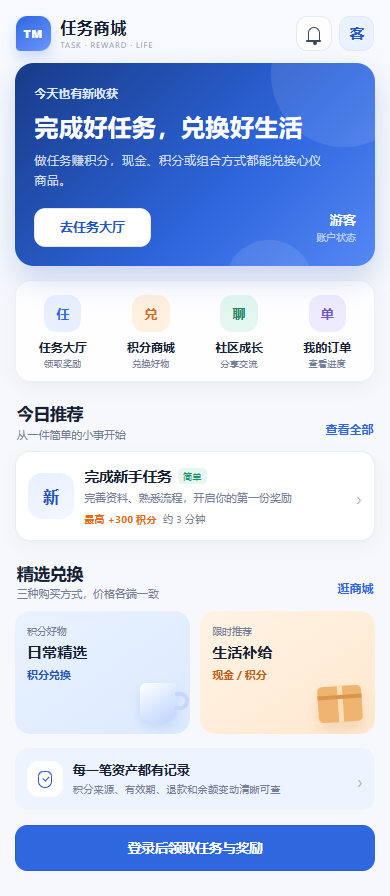 TM
任务商城
TASK · REWARD · LIFE
客
今天也有新收获
完成好任务，兑换好生活
做任务赚积分，现金、积分或组合方式都能兑换心仪
商品。
去任务大厅
游客
账户状态
任
兑
聊
单
任务大厅
积分商城
社区成长
我的订单
领取奖励
兑换好物
分享交流
查看进度
今日推荐
从一件简单的小事开始
查看全部
新
完成新手任务 简单
完善资料、熟悉流程，开启你的第一份奖励
最高 +300 积分 约 3 分钟
精选兑换
三种购买方式，价格各端一致
逛商城
积分好物
日常精选
积分兑换
限时推荐
生活补给
现金 / 积分
每一笔资产都有记录
积分来源、有效期、退款和余额变动清晰可查
登录后领取任务与奖励